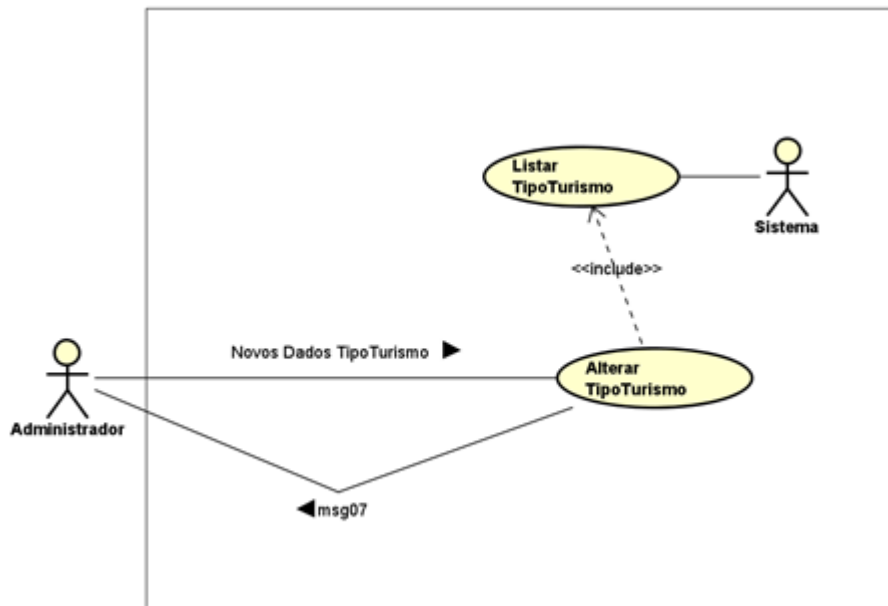 Listar
TipoTurismo
Sistema
<<include>>
Novos Dados TipoTurismo
Alterar
TipoTurismo
Administrador
msg07